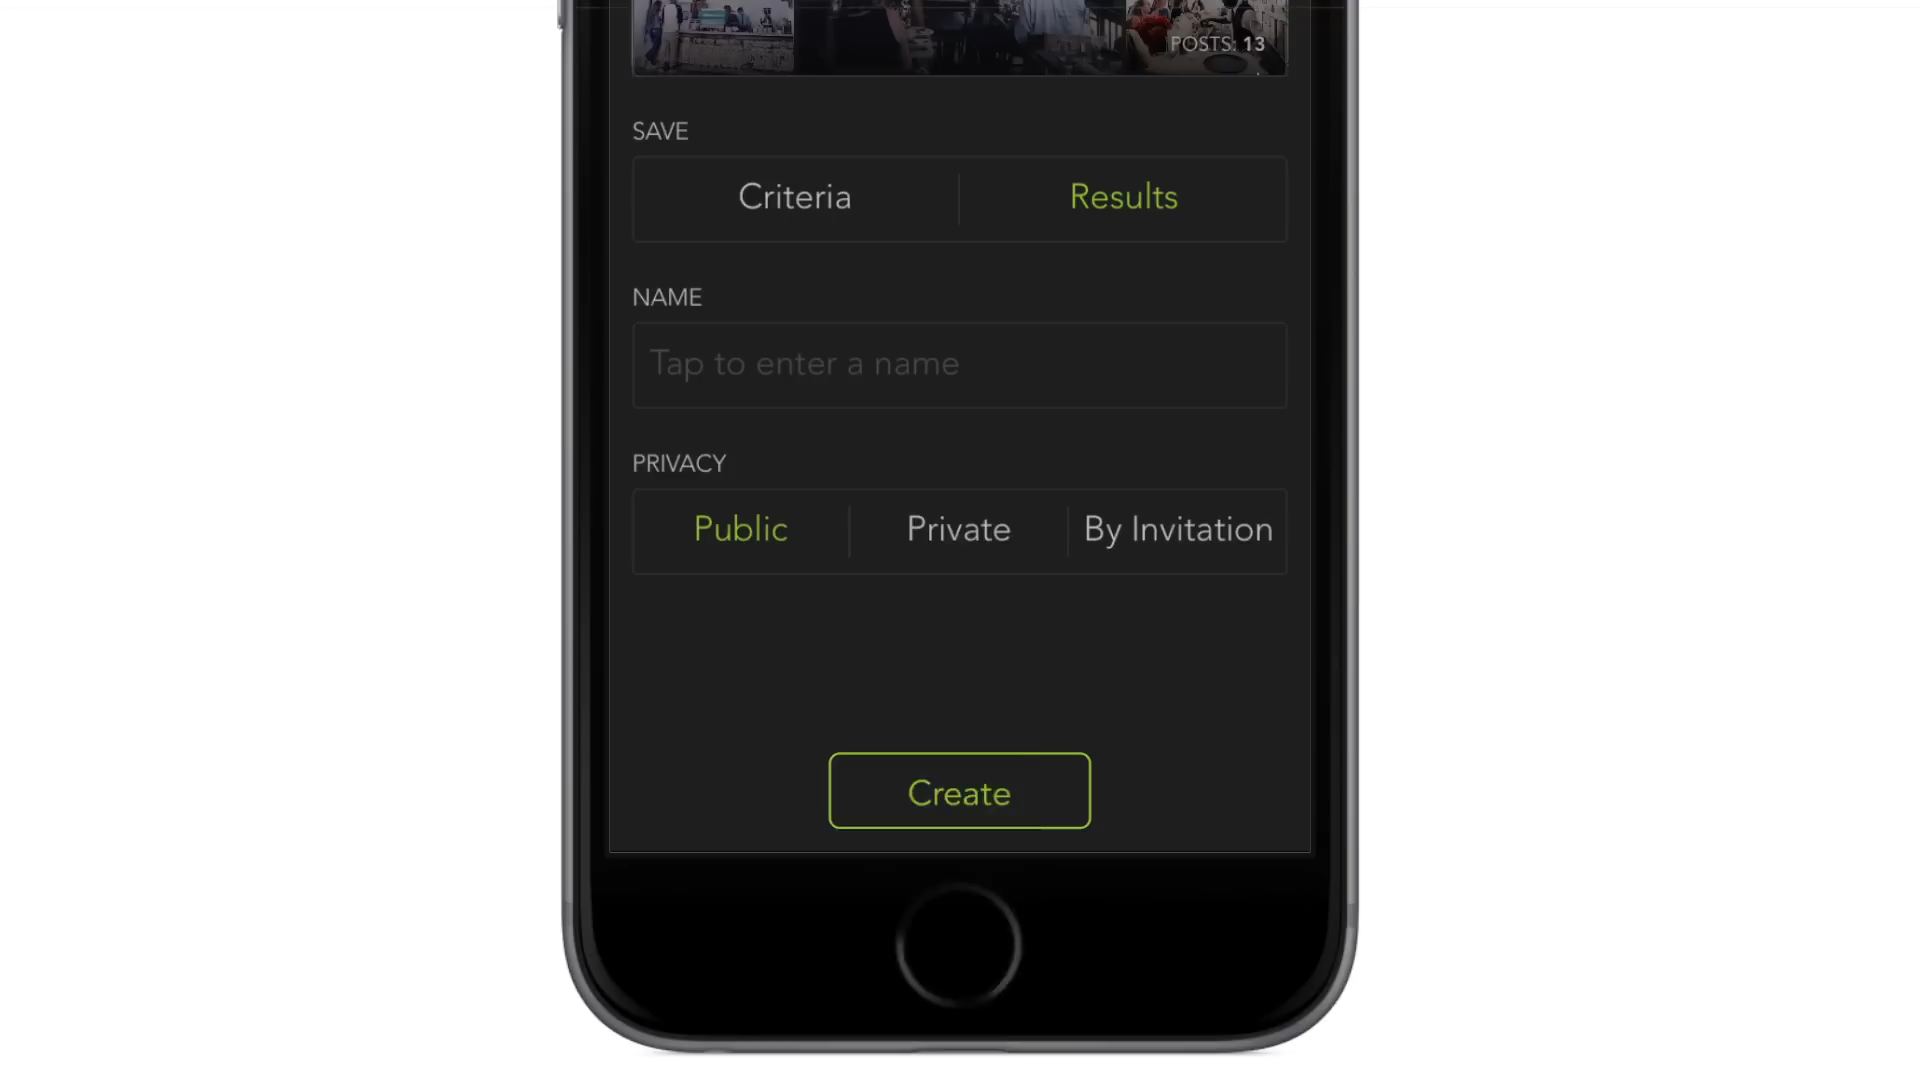 POSTS: 13
SAVE
Criteria
Results
NAME
Tap to enter a name
PRIVACY
Public
Private
By Invitation
Create